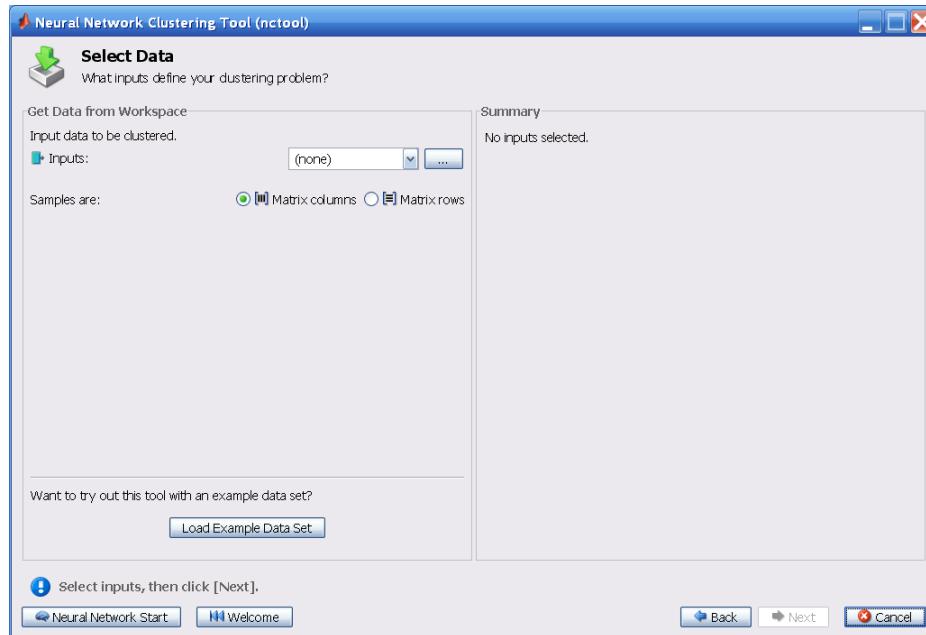 Neural Network Clustering Tool (nctool)
Select Data
What inputs define your clustering problem?
Get Data from Workspace
Input data to be clustered.
Inputs: (none) ...
Samples are: Matrix columns Matrix rows
Want to try out this tool with an example data set?
Load Example Data Set
Summary
No inputs selected.
Select inputs, then click [Next].
Neural Network Start Welcome Back Next Cancel